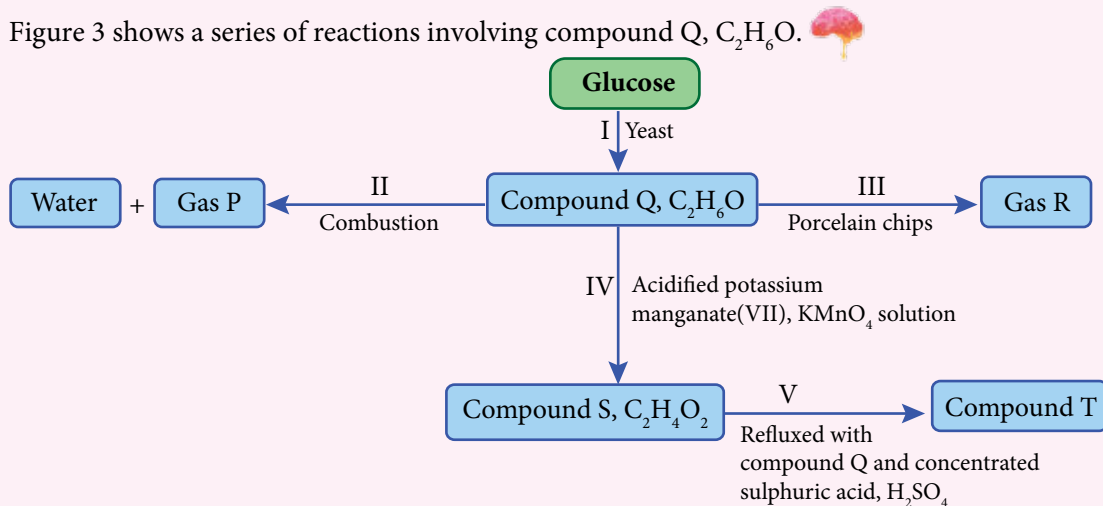 Figure 3 shows a series of reactions involving compound Q, C₂H₆O.
Glucose
I Yeast
Water + Gas P
II
Combustion
Compound Q, C₂H₆O
III
Porcelain chips
Gas R
IV
Acidified potassium
manganate(VII), KMnO₄ solution
Compound S, C₂H₄O₂
V
Refluxed with
compound Q and concentrated
sulphuric acid, H₂SO₄
Compound T